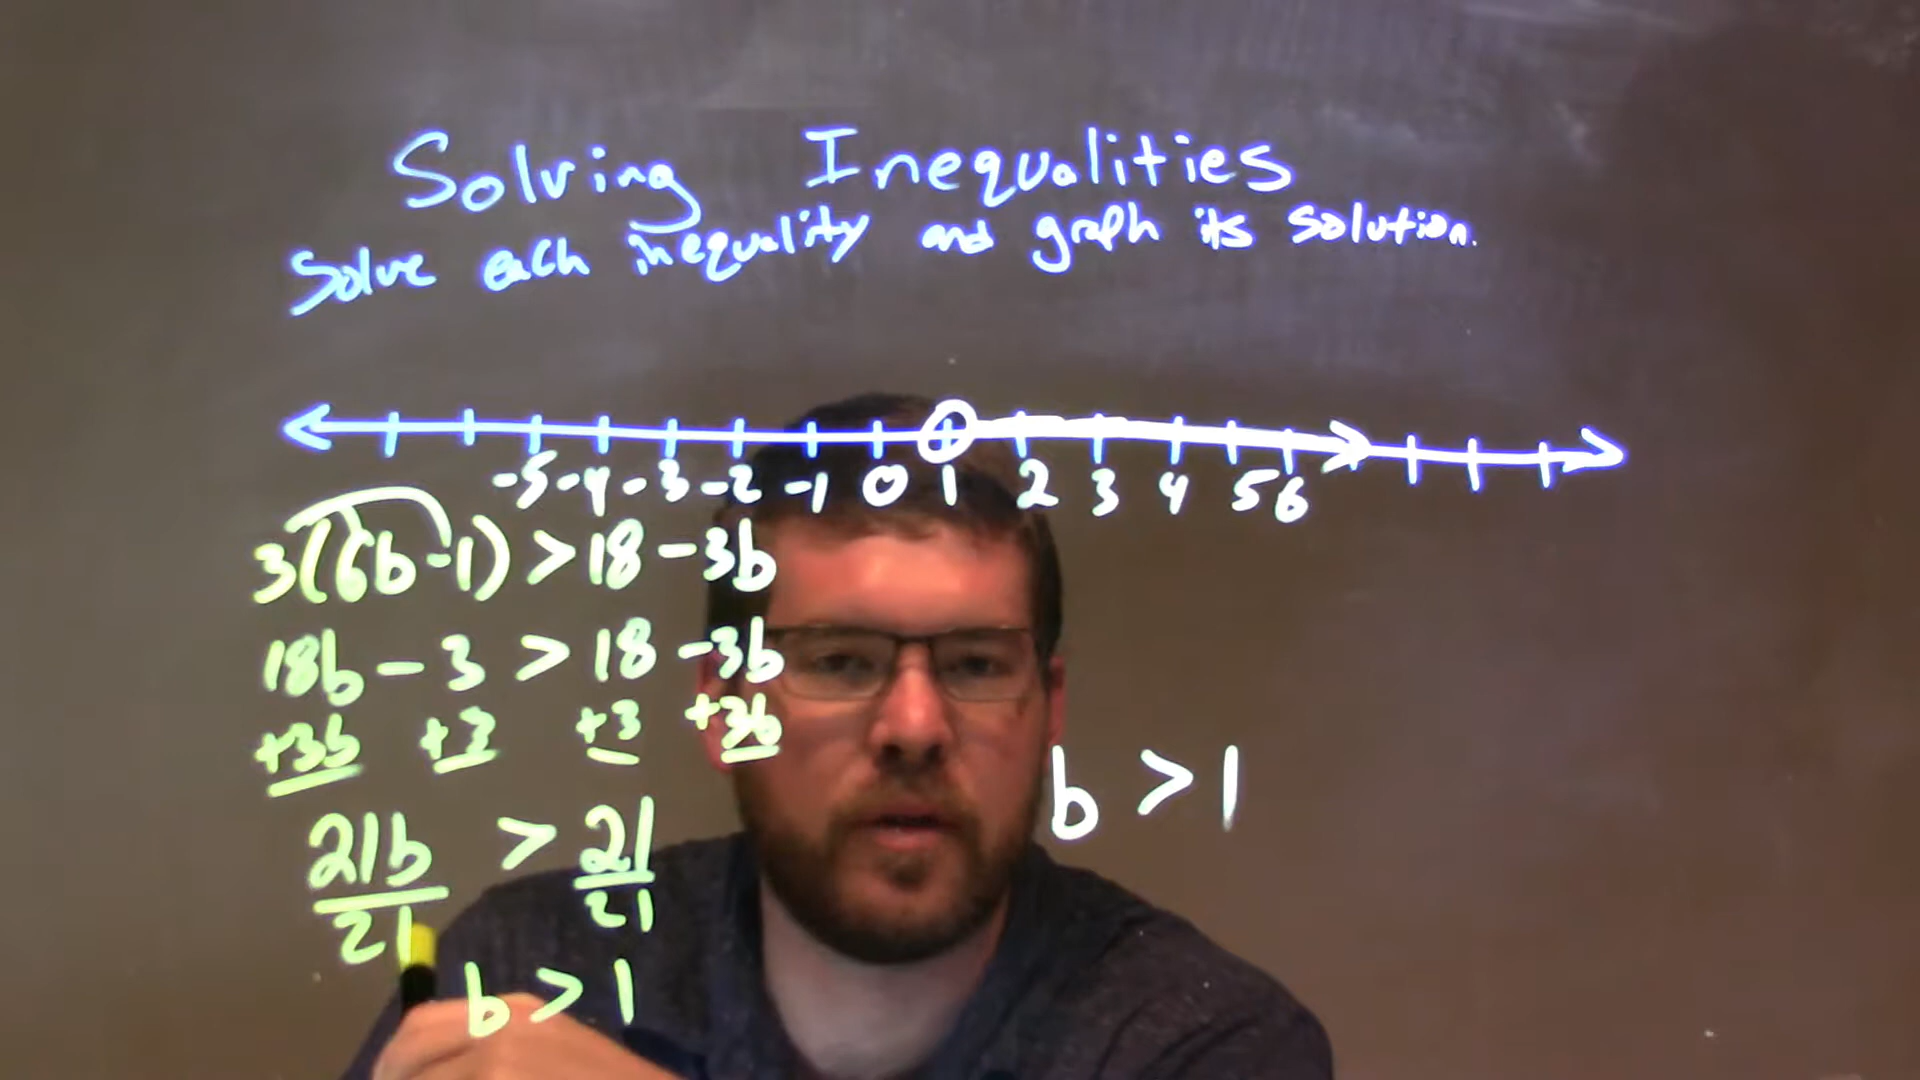 Solving Inequalities
Solve each inequality and graph its solution.
-5 -4 -3 -2 -1 0 1 2 3 4 5 6
3(6b-1) > 18 - 3b
18b - 3 > 18 - 3b
+3b +3 +3 +3b
21b > 21
21 21
b > 1
b > 1